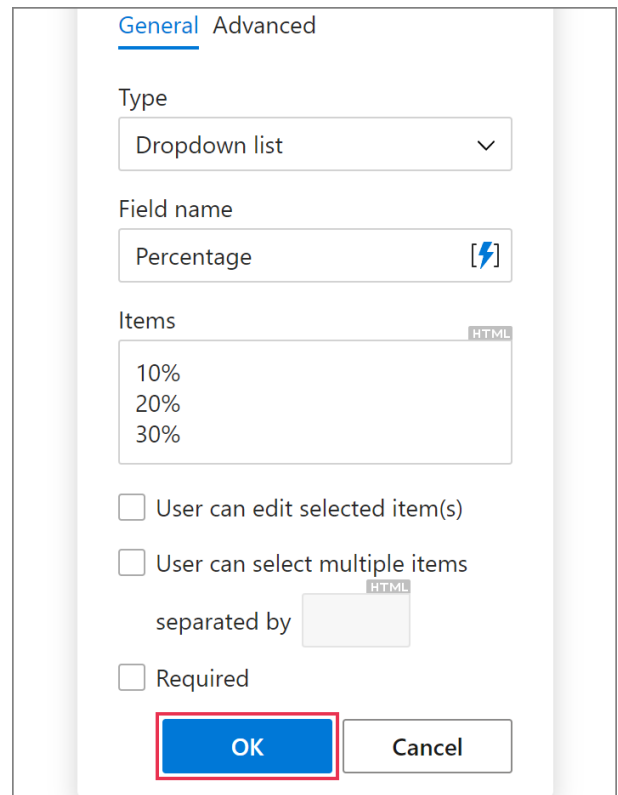 General Advanced
Type
Dropdown list
Field name
Percentage
Items
HTML
10%
20%
30%
User can edit selected item(s)
User can select multiple items
HTML
separated by
Required
OK Cancel